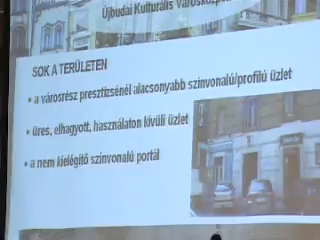 Újbudai Kulturális Városközpont
SOK A TERÜLETEN
• a városrész presztízsénél alacsonyabb színvonalú/profilú üzlet
• üres, elhagyott, használaton kívüli üzlet
• a nem kielégítő színvonalú portál